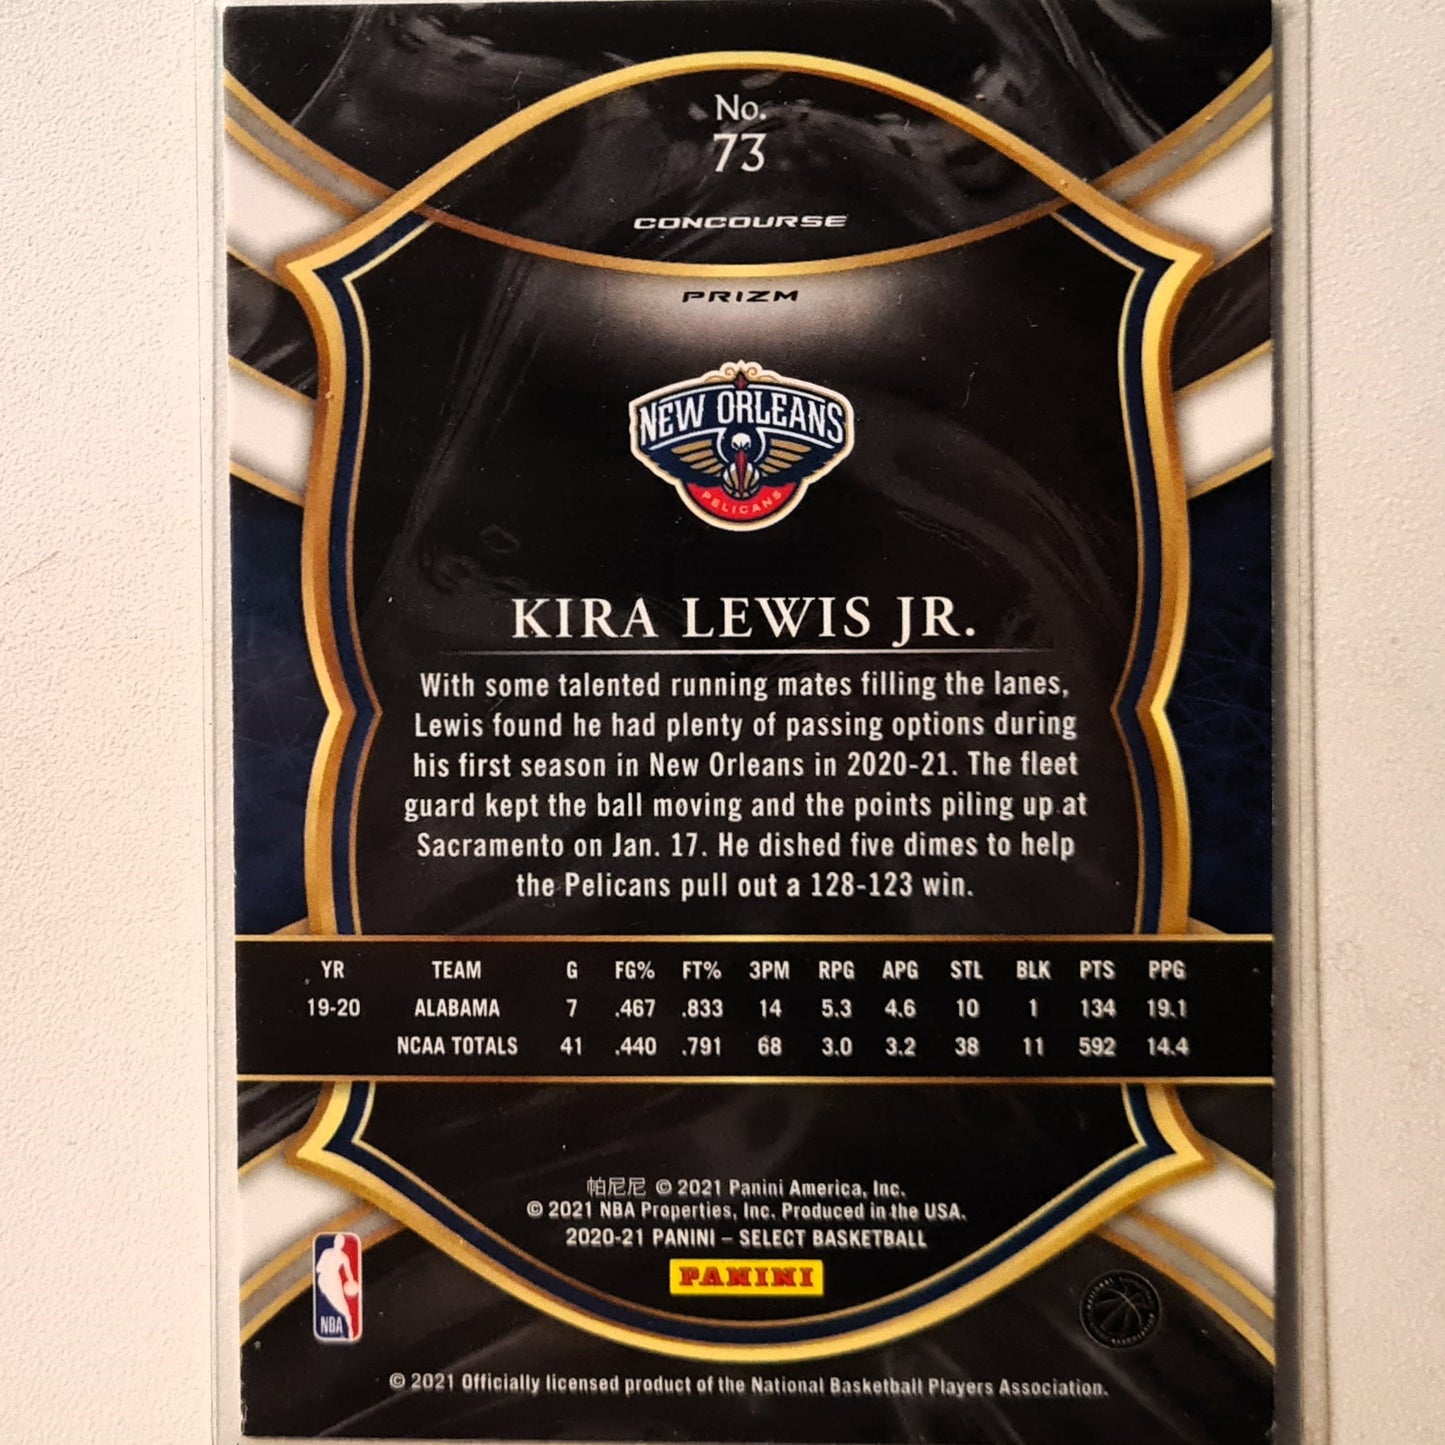 No.
73
CONCOURSE
PRIZM
NEW ORLEANS
PELICANS
KIRA LEWIS JR.
With some talented running mates filling the lanes,
Lewis found he had plenty of passing options during
his first season in New Orleans in 2020-21. The fleet
guard kept the ball moving and the points piling up at
Sacramento on Jan. 17. He dished five dimes to help
the Pelicans pull out a 128-123 win.
YR TEAM G FG% FT% 3PM RPG APG STL BLK PTS PPG
19-20 ALABAMA 7 .467 .833 14 5.3 4.6 10 1 134 19.1
NCAA TOTALS 41 .440 .791 68 3.0 3.2 38 11 592 14.4
帕尼尼 © 2021 Panini America, Inc.
© 2021 NBA Properties, Inc. Produced in the USA.
2020-21 PANINI – SELECT BASKETBALL
PANINI
NBA
NATIONAL BASKETBALL PLAYERS ASSOCIATION
© 2021 Officially licensed product of the National Basketball Players Association.